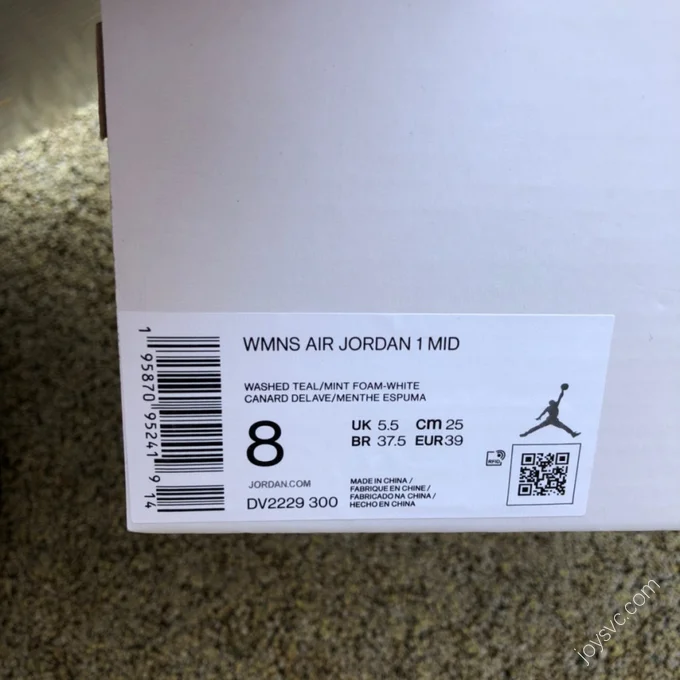 WMNS AIR JORDAN 1 MID
WASHED TEAL/MINT FOAM-WHITE
CANARD DELAVE/MENTHE ESPUMA
8
UK 5.5 cm 25
BR 37.5 EUR 39
JORDAN.COM
DV2229 300
MADE IN CHINA /
FABRIQUE EN CHINE /
FABRICADO NA CHINA /
HECHO EN CHINA
RFID
1 95870 95241 9 14
joysvc.com